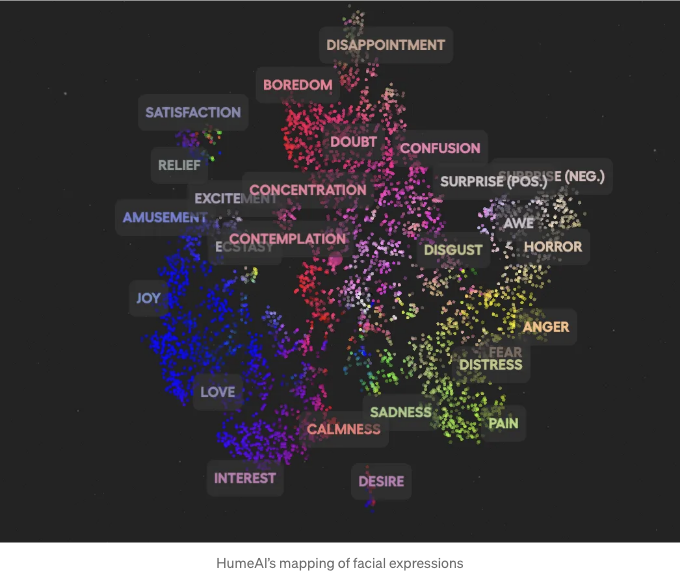 DISAPPOINTMENT
BOREDOM
SATISFACTION
DOUBT
CONFUSION
RELIEF
SURPRISE (NEG.)
SURPRISE (POS.)
CONCENTRATION
EXCITEMENT
AMUSEMENT
AWE
CONTEMPLATION
ECSTASY
DISGUST
HORROR
JOY
ANGER
FEAR
DISTRESS
LOVE
SADNESS
PAIN
CALMNESS
INTEREST
DESIRE
HumeAI's mapping of facial expressions